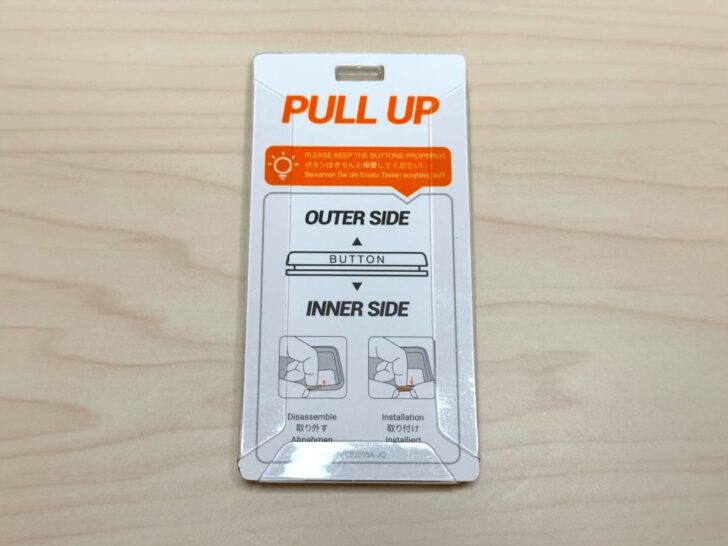 PULL UP
PLEASE KEEP THE BUTTONS PROPERLY!
ボタンはきちんと保管してください!
Bewahren Sie die Ersatz Tasten sorgfältig auf!
OUTER SIDE
BUTTON
INNER SIDE
Disassemble
取り外す
Abnahmen
Installation
取り付け
Installiert